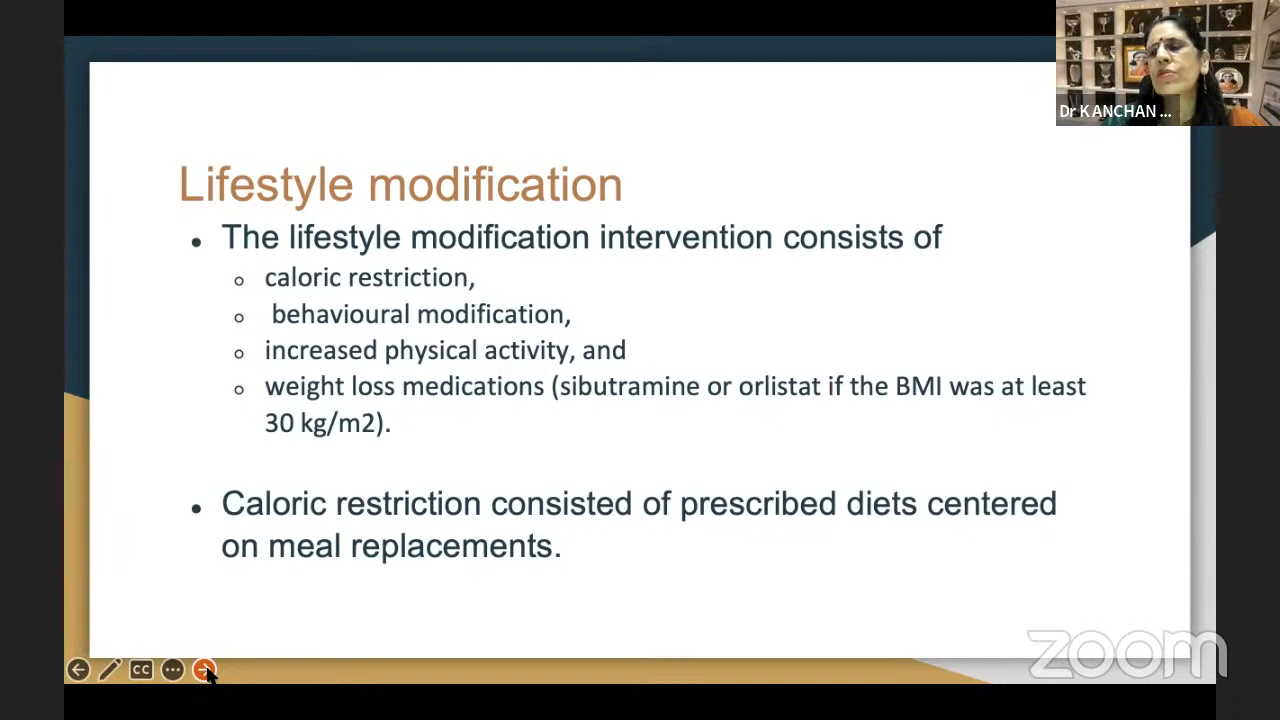 Dr KANCHAN ...
Lifestyle modification
• The lifestyle modification intervention consists of
○ caloric restriction,
○ behavioural modification,
○ increased physical activity, and
○ weight loss medications (sibutramine or orlistat if the BMI was at least
30 kg/m2).
• Caloric restriction consisted of prescribed diets centered
on meal replacements.
CC
zoom